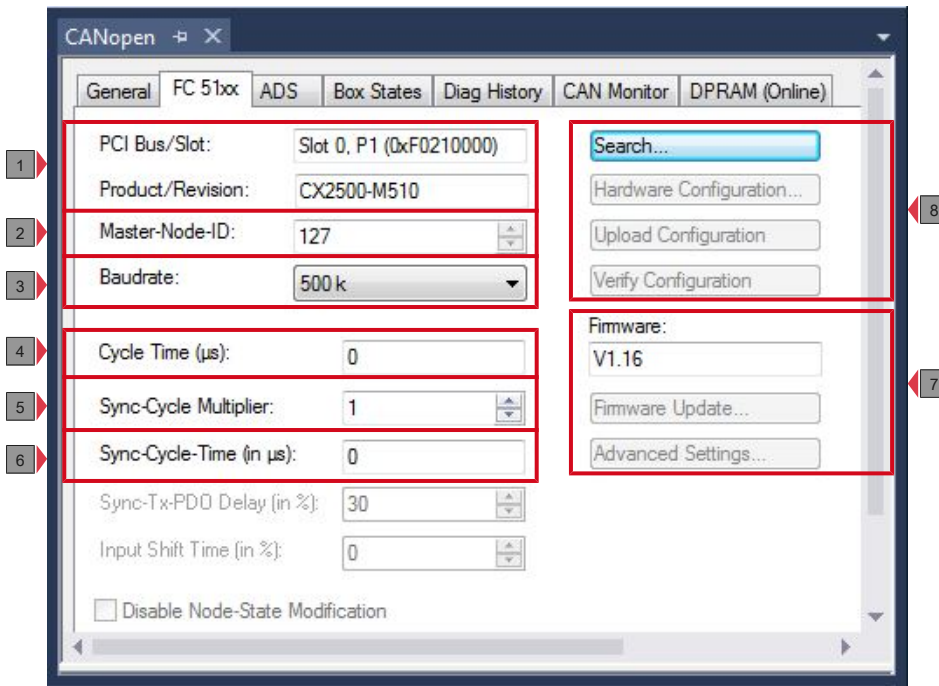 CANopen
General FC 51xx ADS Box States Diag History CAN Monitor DPRAM (Online)
1
PCI Bus/Slot: Slot 0, P1 (0xF0210000)
Product/Revision: CX2500-M510
2
Master-Node-ID: 127
3
Baudrate: 500 k
4
Cycle Time (µs): 0
5
Sync-Cycle Multiplier: 1
6
Sync-Cycle-Time (in µs): 0
Sync-Tx-PDO Delay (in %): 30
Input Shift Time (in %): 0
Disable Node-State Modification
Search...
Hardware Configuration...
Upload Configuration
Verify Configuration
8
Firmware:
V1.16
Firmware Update...
Advanced Settings...
7